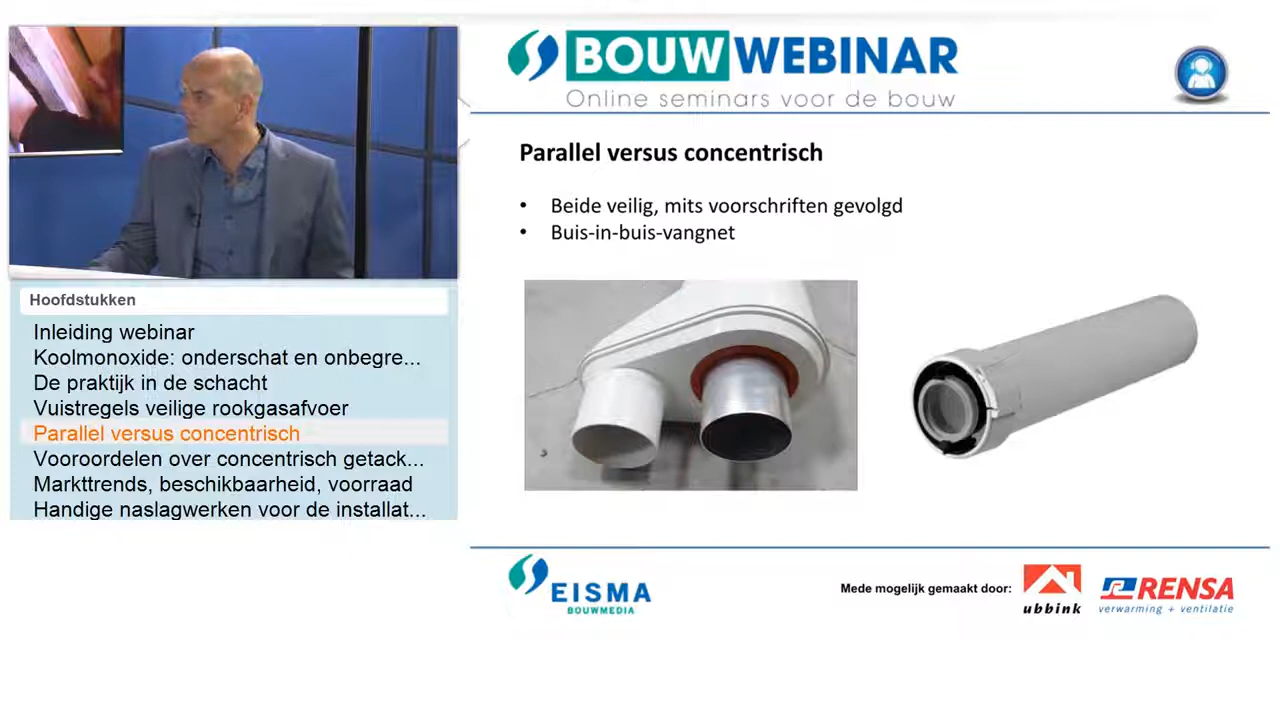 BOUWWEBINAR
Online seminars voor de bouw
Parallel versus concentrisch
• Beide veilig, mits voorschriften gevolgd
• Buis-in-buis-vangnet
Hoofdstukken
Inleiding webinar
Koolmonoxide: onderschat en onbegre...
De praktijk in de schacht
Vuistregels veilige rookgasafvoer
Parallel versus concentrisch
Vooroordelen over concentrisch getack...
Markttrends, beschikbaarheid, voorraad
Handige naslagwerken voor de installat...
EISMA
BOUWMEDIA
Mede mogelijk gemaakt door:
ubbink
RENSA
verwarming + ventilatie